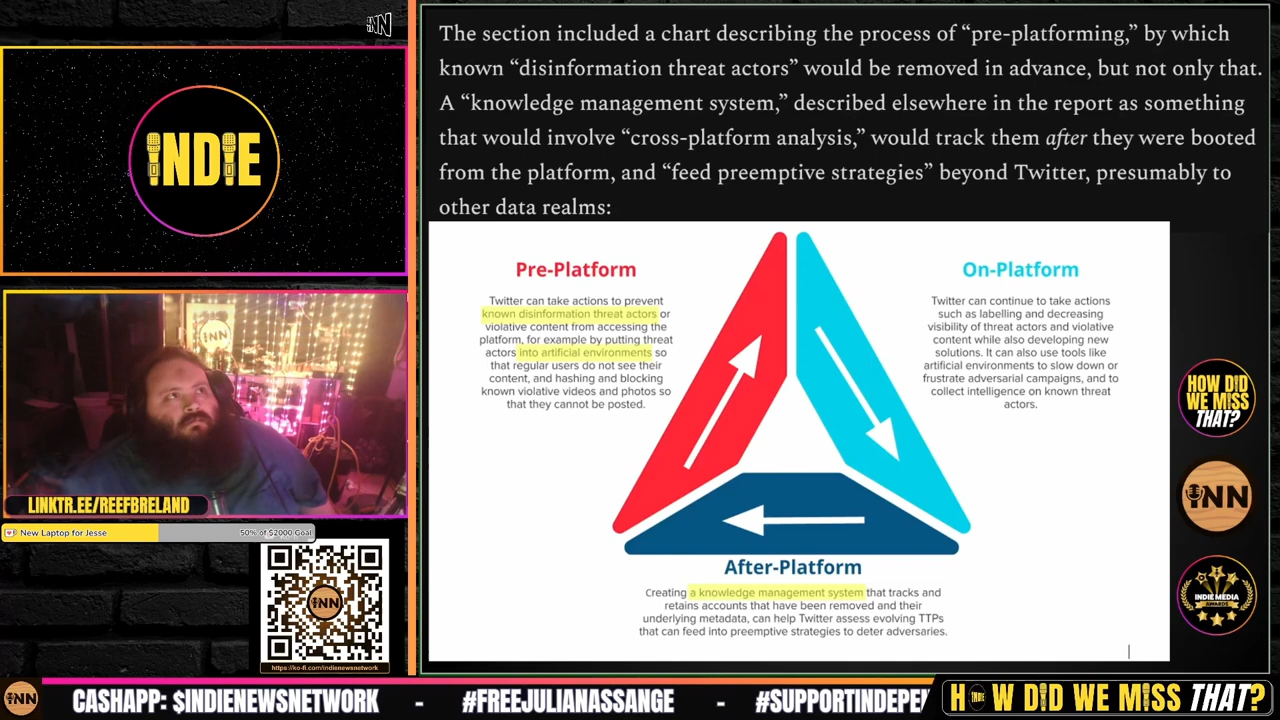 INN
The section included a chart describing the process of “pre-platforming,” by which
known “disinformation threat actors” would be removed in advance, but not only that.
A “knowledge management system,” described elsewhere in the report as something
that would involve “cross-platform analysis,” would track them after they were booted
from the platform, and “feed preemptive strategies” beyond Twitter, presumably to
other data realms:
INDIE
Pre-Platform
Twitter can take actions to prevent
known disinformation threat actors or
violative content from accessing the
platform, for example by putting threat
actors into artificial environments so
that regular users do not see their
content, and hashing and blocking
known violative videos and photos so
that they cannot be posted.
On-Platform
Twitter can continue to take actions
such as labelling and decreasing
visibility of threat actors and violative
content while also developing new
solutions. It can also use tools like
artificial environments to slow down or
frustrate adversarial campaigns, and to
collect intelligence on known threat
actors.
After-Platform
Creating a knowledge management system that tracks and
retains accounts that have been removed and their
underlying metadata, can help Twitter assess evolving TTPs
that can feed into preemptive strategies to deter adversaries.
INN
LINKTR.EE/REEFBRELAND
New Laptop for Jesse
50% of $2000 Goal
INN
https://ko-fi.com/indienewsnetwork
HOW DID
WE MISS
THAT?
INN
INDIE MEDIA
AWARDS
INN
CASHAPP: $INDIENEWSNETWORK - #FREEJULIANASSANGE - #SUPPORTINDEPEN
HOW DID WE MISS THAT?